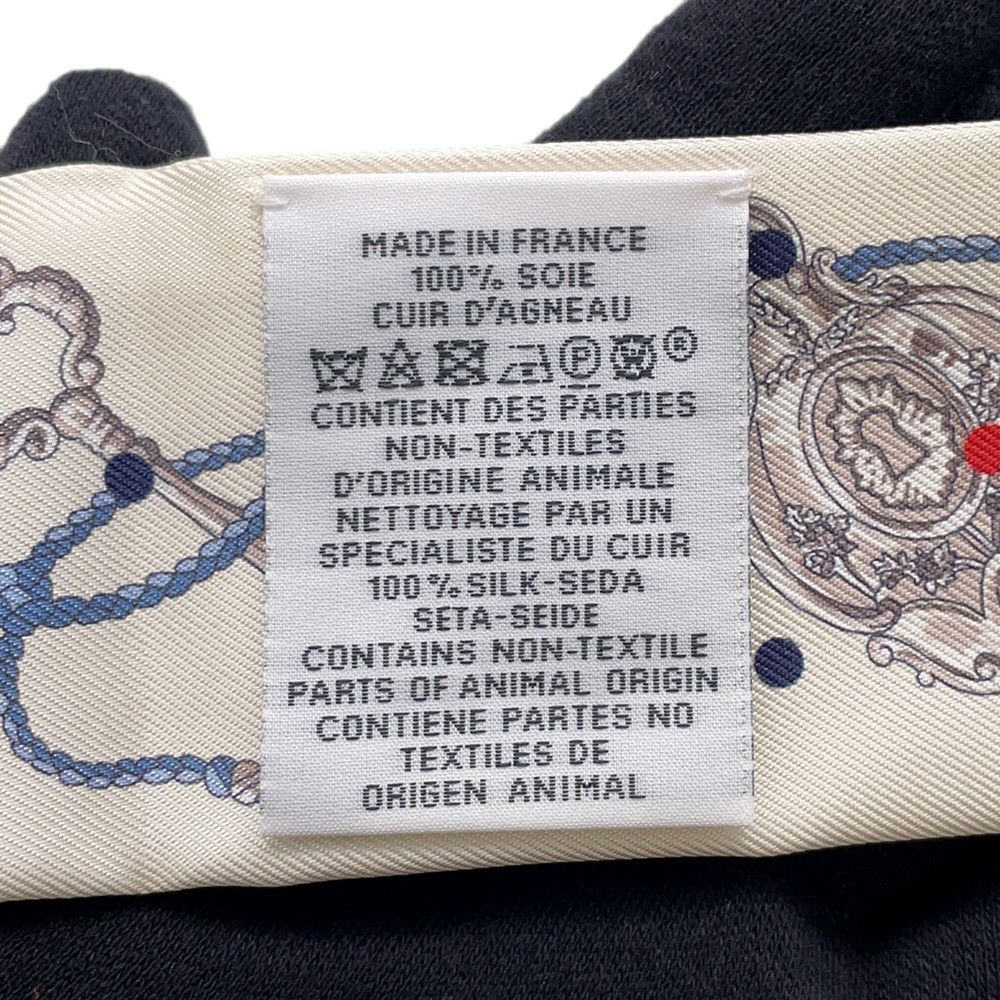 MADE IN FRANCE
100% SOIE
CUIR D'AGNEAU
P ®
CONTIENT DES PARTIES
NON-TEXTILES
D'ORIGINE ANIMALE
NETTOYAGE PAR UN
SPECIALISTE DU CUIR
100% SILK-SEDA
SETA-SEIDE
CONTAINS NON-TEXTILE
PARTS OF ANIMAL ORIGIN
CONTIENE PARTES NO
TEXTILES DE
ORIGEN ANIMAL